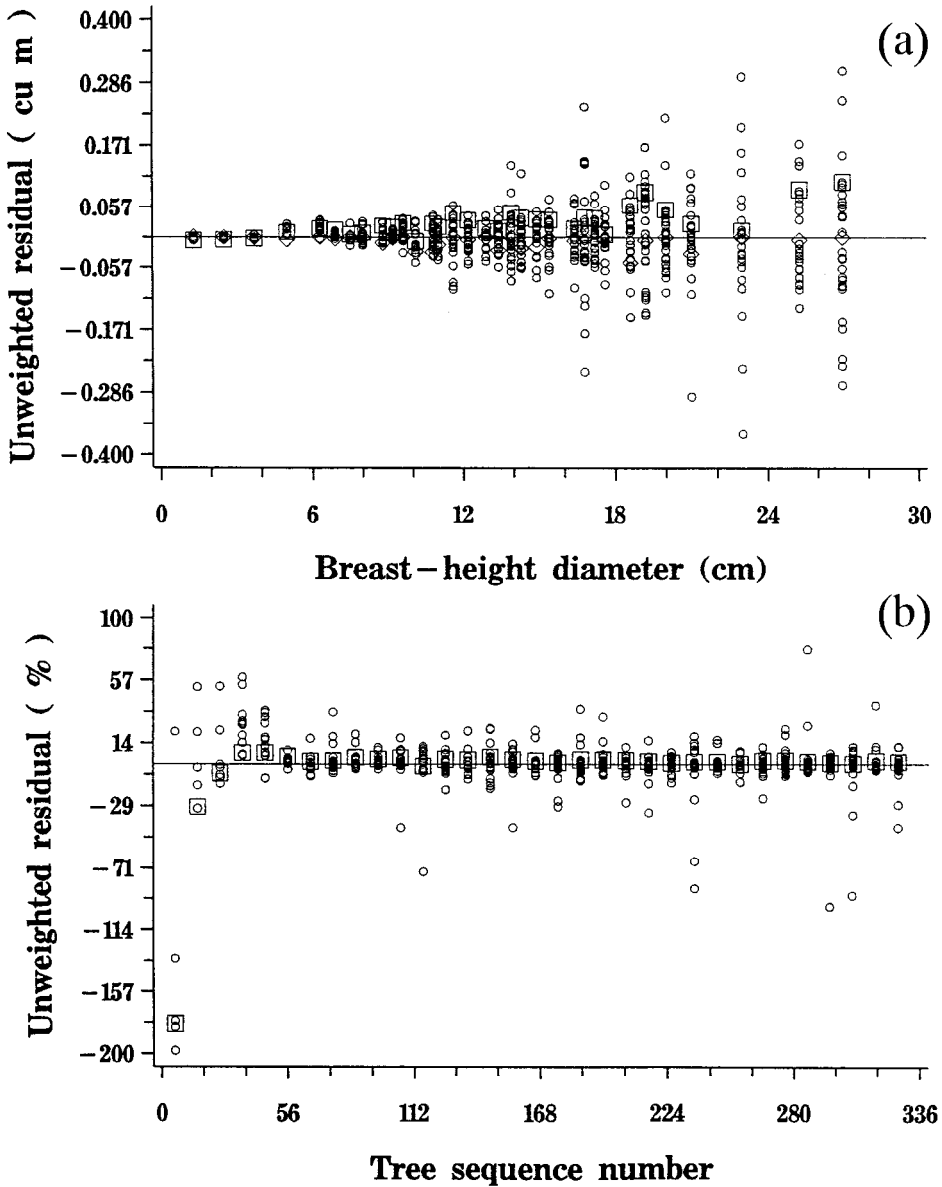 (a)
Unweighted residual ( cu m )
0.400
0.286
0.171
0.057
−0.057
−0.171
−0.286
−0.400
0 6 12 18 24 30
Breast−height diameter (cm)
(b)
Unweighted residual ( % )
100
57
14
−29
−71
−114
−157
−200
0 56 112 168 224 280 336
Tree sequence number